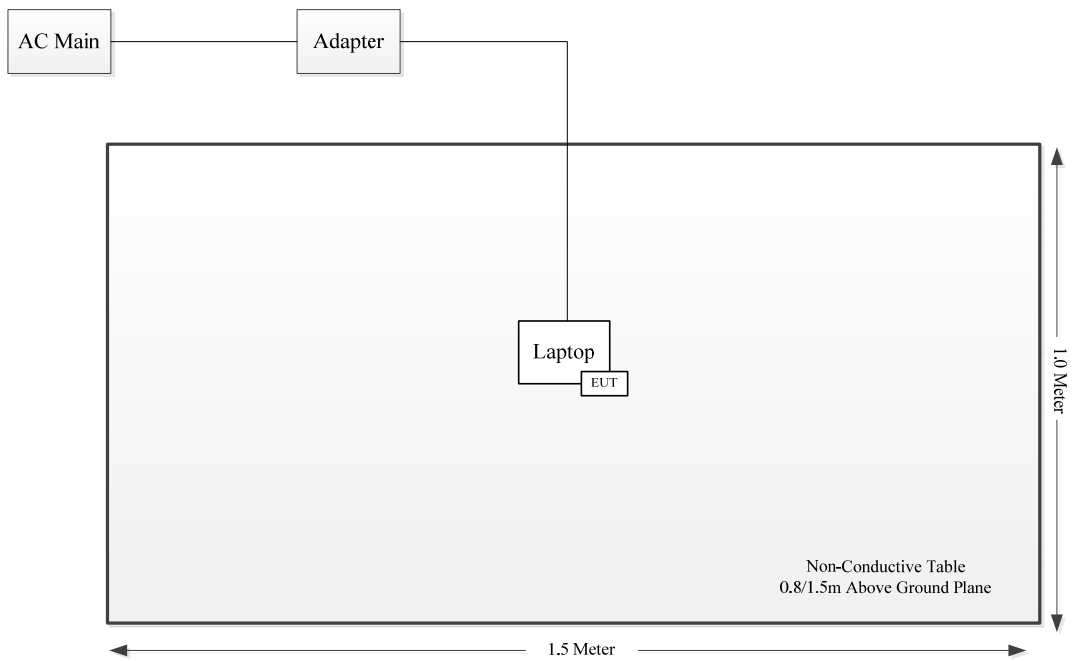 AC Main
Adapter
Laptop
EUT
1.0 Meter
Non-Conductive Table
0.8/1.5m Above Ground Plane
1.5 Meter